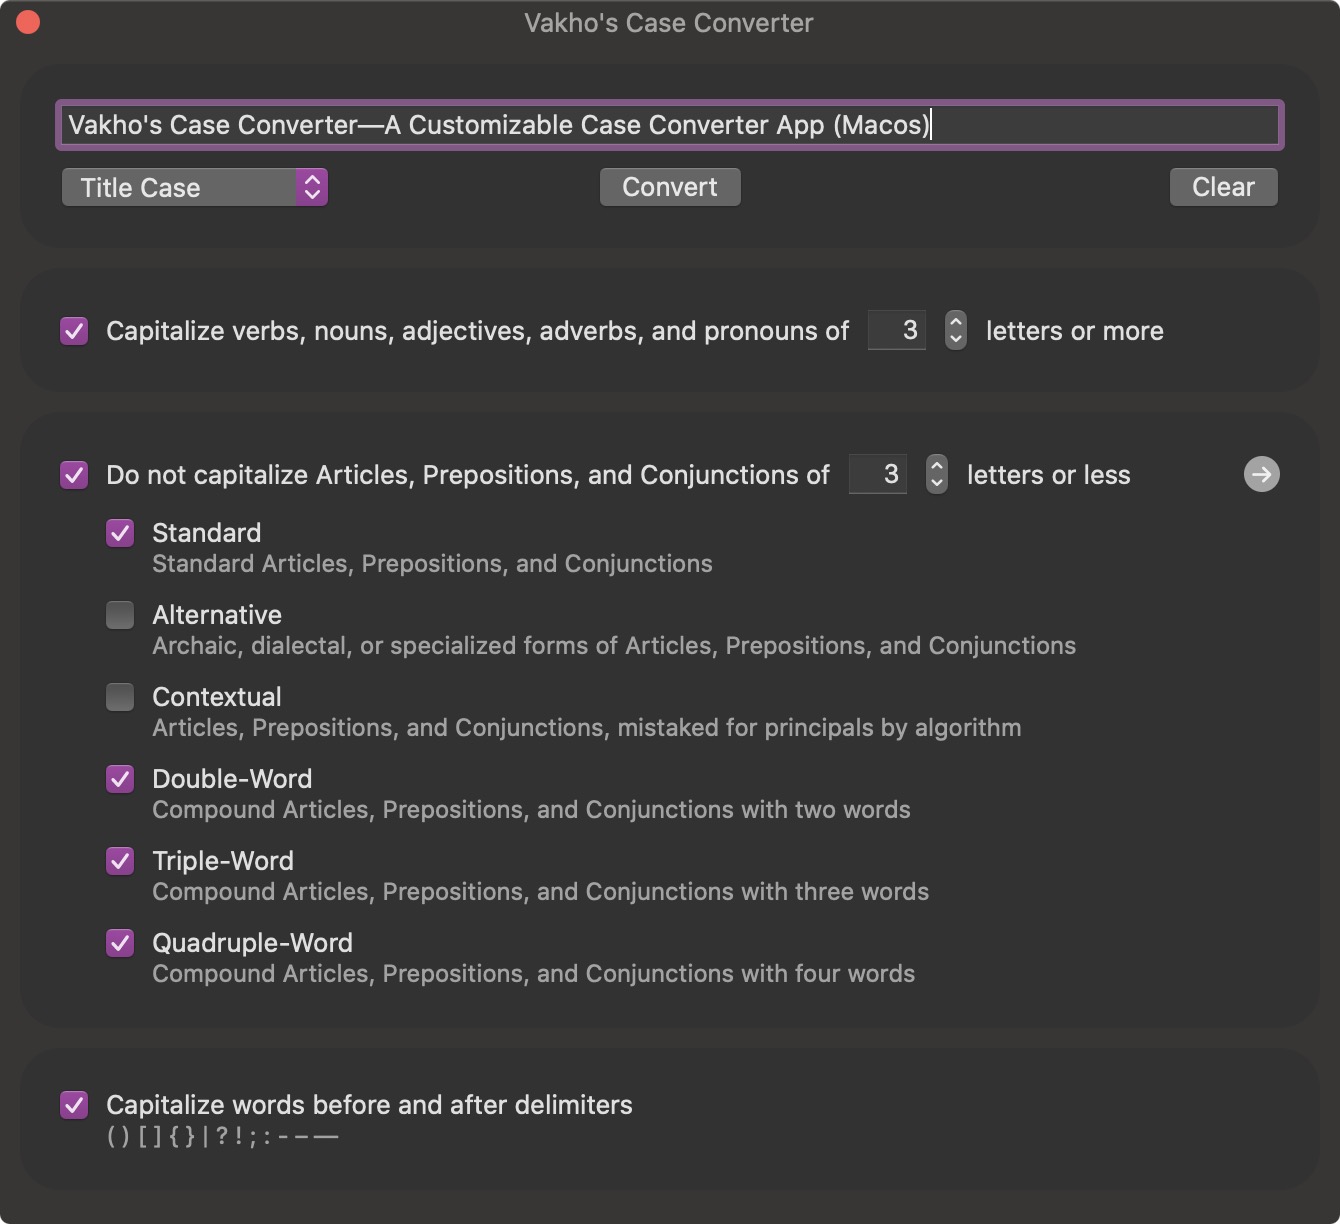 Vakho's Case Converter
Vakho's Case Converter—A Customizable Case Converter App (Macos)
Title Case Convert Clear
Capitalize verbs, nouns, adjectives, adverbs, and pronouns of 3 letters or more
Do not capitalize Articles, Prepositions, and Conjunctions of 3 letters or less
Standard
Standard Articles, Prepositions, and Conjunctions
Alternative
Archaic, dialectal, or specialized forms of Articles, Prepositions, and Conjunctions
Contextual
Articles, Prepositions, and Conjunctions, mistaked for principals by algorithm
Double-Word
Compound Articles, Prepositions, and Conjunctions with two words
Triple-Word
Compound Articles, Prepositions, and Conjunctions with three words
Quadruple-Word
Compound Articles, Prepositions, and Conjunctions with four words
Capitalize words before and after delimiters
( ) [ ] { } | ? ! ; : - – —